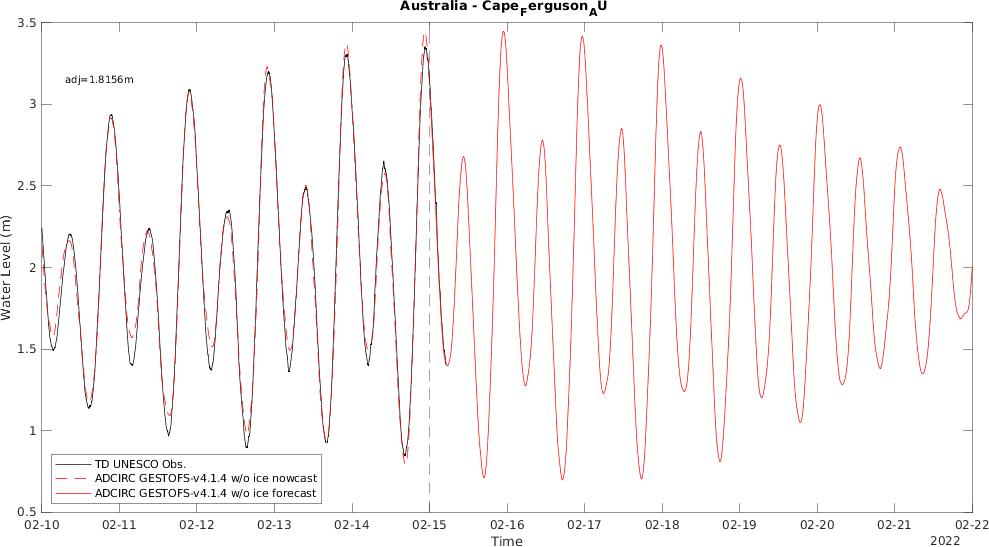 Australia - Cape_Ferguson_AU
3.5
3
2.5
2
1.5
1
0.5
Water Level (m)
adj=1.8156m
TD UNESCO Obs.
ADCIRC GESTOFS-v4.1.4 w/o ice nowcast
ADCIRC GESTOFS-v4.1.4 w/o ice forecast
02-10 02-11 02-12 02-13 02-14 02-15 02-16 02-17 02-18 02-19 02-20 02-21 02-22
Time
2022